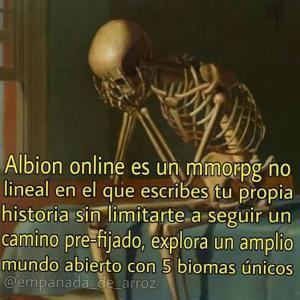 Albion online es un mmorpg no
lineal en el que escribes tu propia
historia sin limitarte a seguir un
camino pre-fijado, explora un amplio
mundo abierto con 5 biomas únicos
@empanada_de_arroz